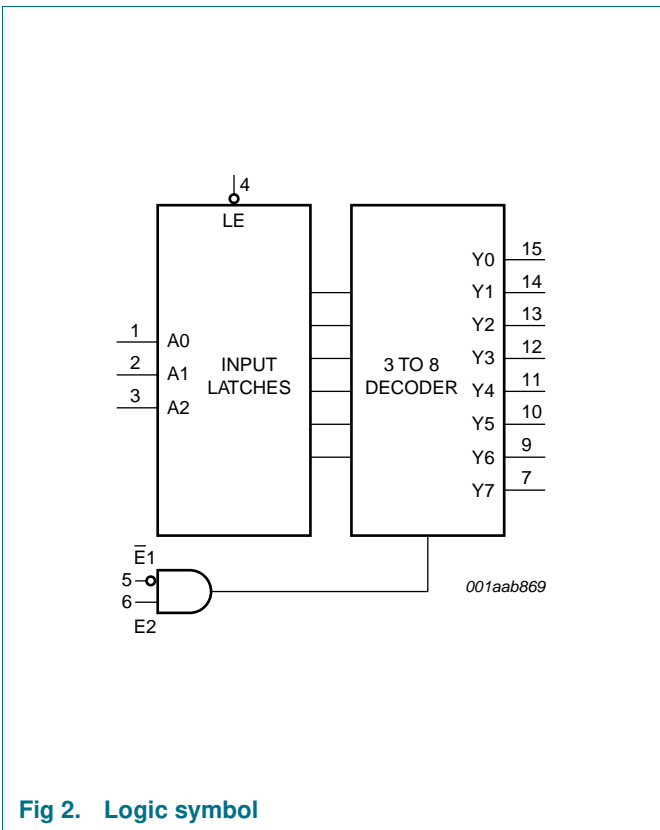 4
LE
Y0 15
Y1 14
Y2 13
1 A0
Y3 12
2 A1
INPUT LATCHES
3 TO 8 DECODER
Y4 11
3 A2
Y5 10
Y6 9
Y7 7
E̅1
5
6
E2
001aab869
Fig 2. Logic symbol